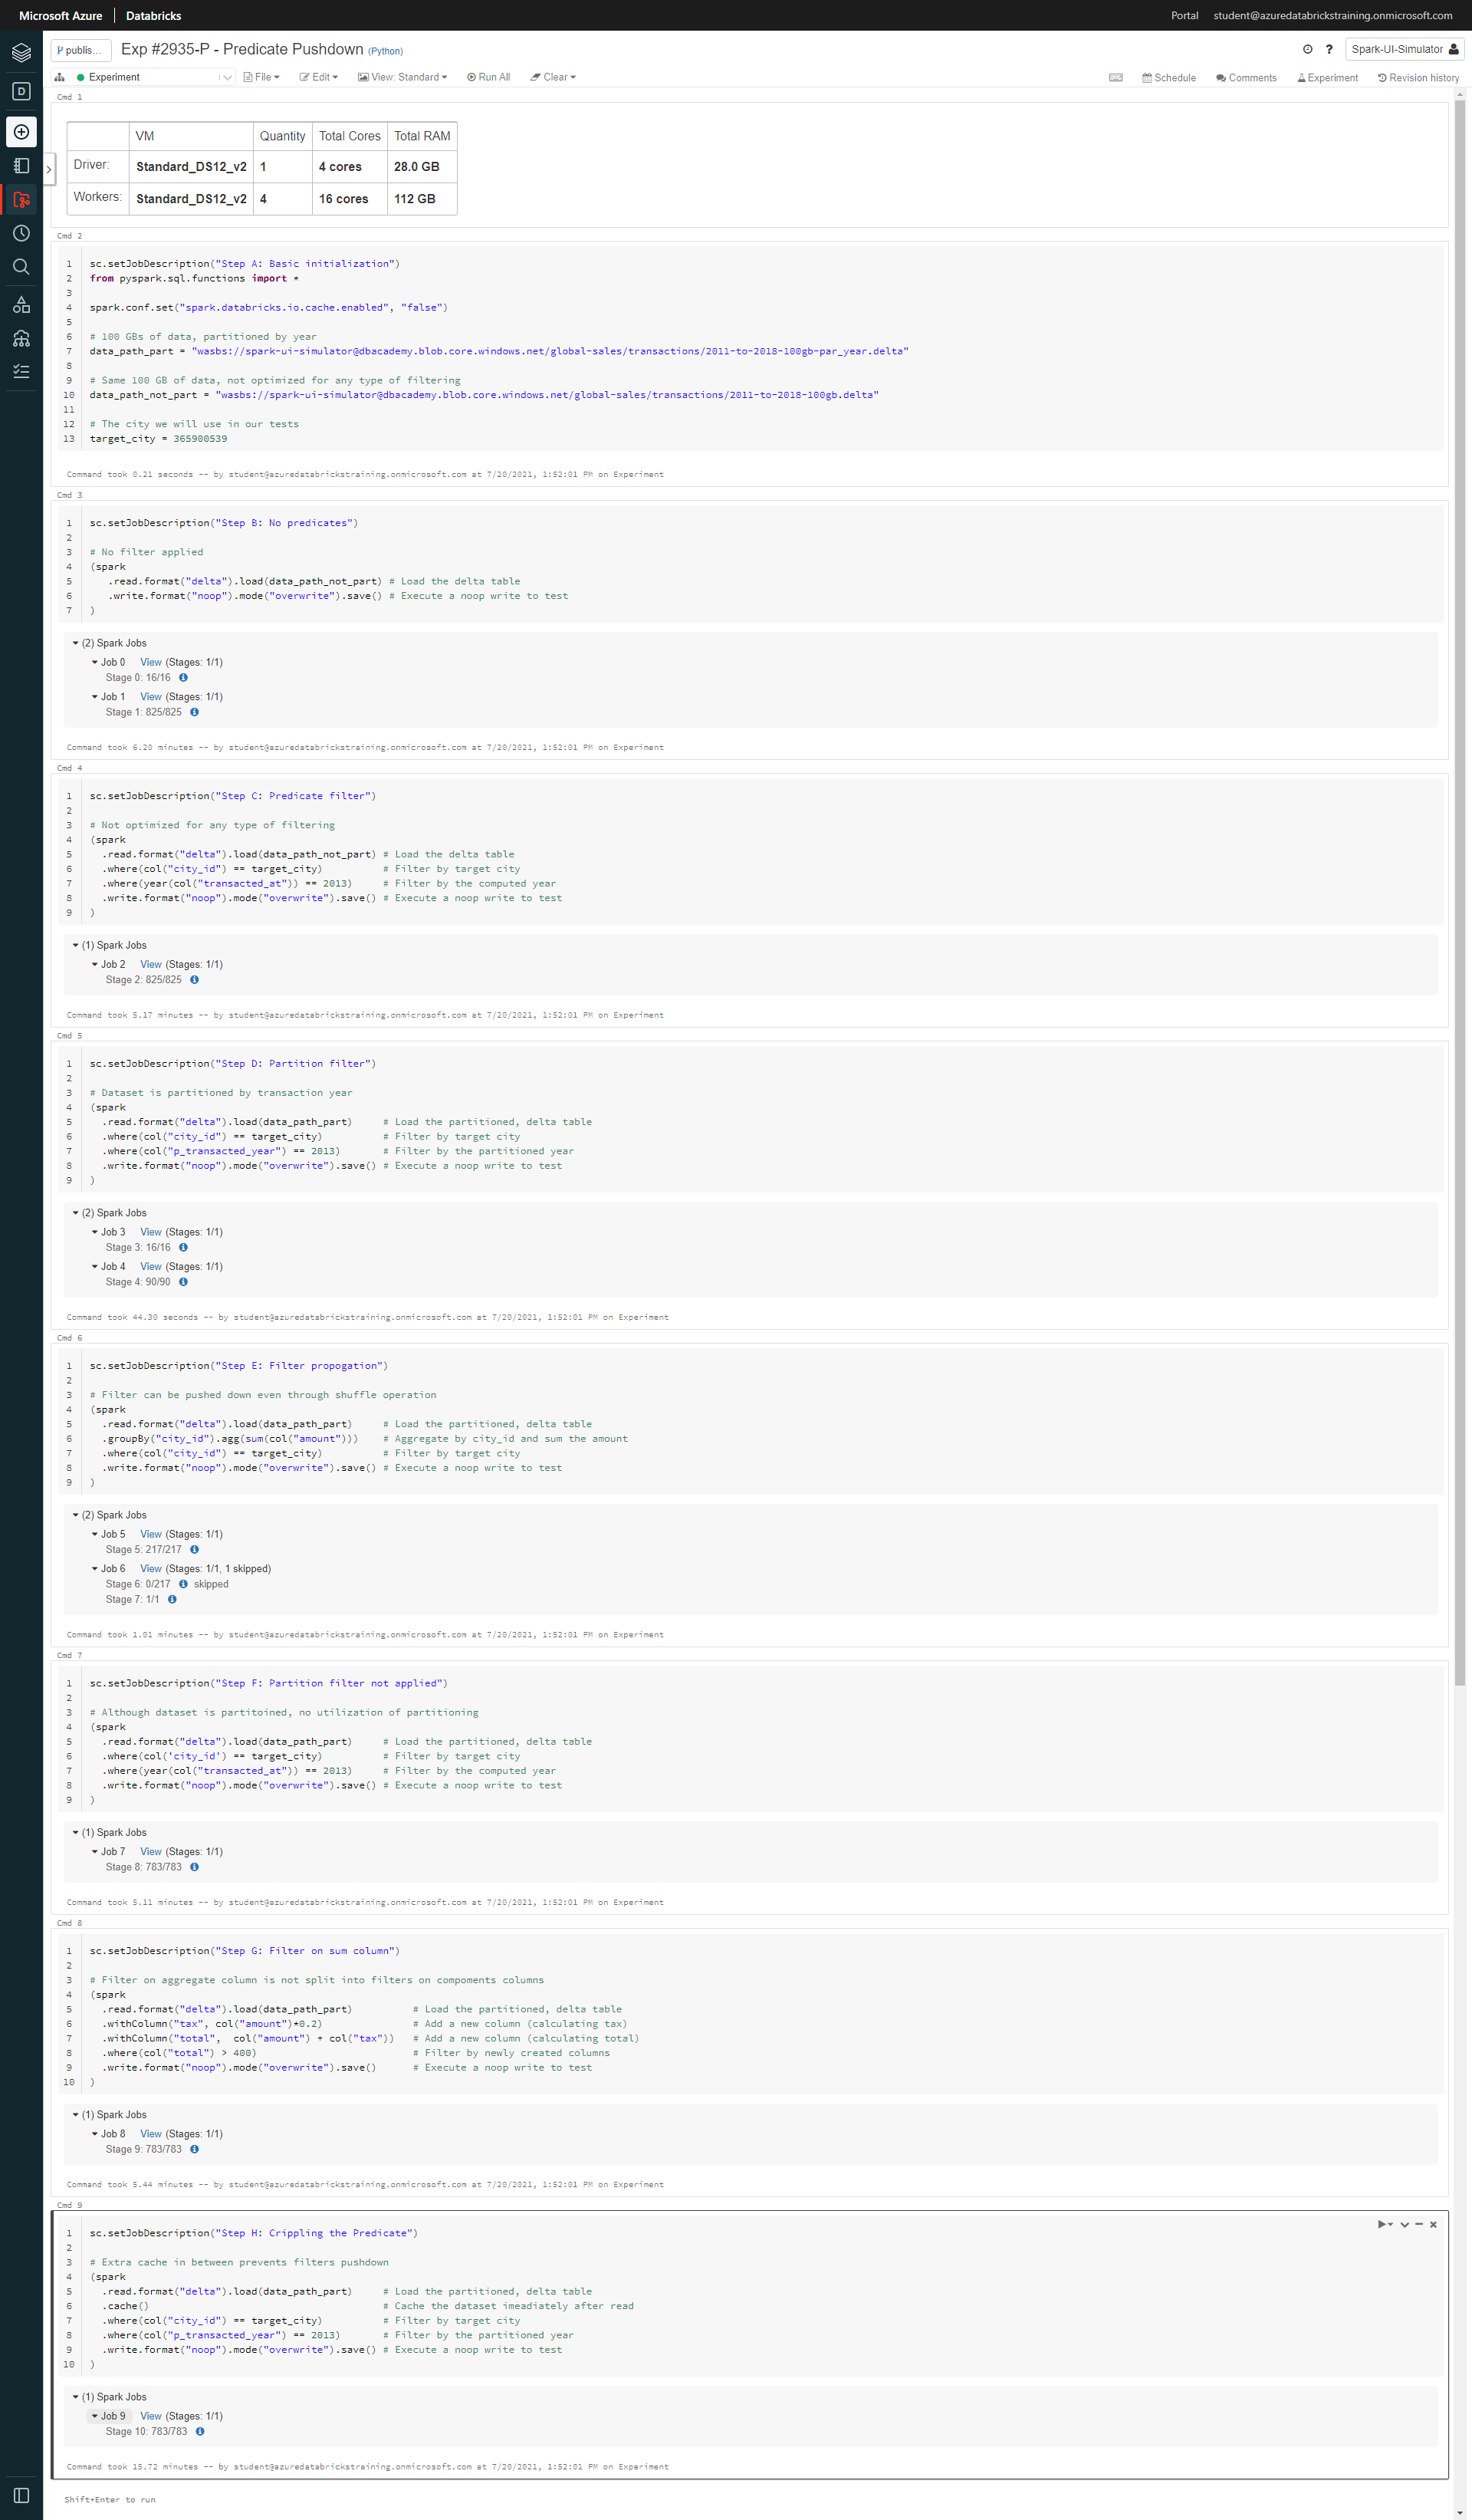 Microsoft Azure | Databricks
Portal student@azuredatabrickstraining.onmicrosoft.com
publis... Exp #2935-P - Predicate Pushdown (Python)
? Spark-UI-Simulator
Experiment File Edit View: Standard Run All Clear Schedule Comments Experiment Revision history
D
Cmd 1
VM Quantity Total Cores Total RAM
Driver: Standard_DS12_v2 1 4 cores 28.0 GB
Workers: Standard_DS12_v2 4 16 cores 112 GB
Cmd 2
1 sc.setJobDescription("Step A: Basic initialization")
2 from pyspark.sql.functions import *
3
4 spark.conf.set("spark.databricks.io.cache.enabled", "false")
5
6 # 100 GBs of data, partitioned by year
7 data_path_part = "wasbs://spark-ui-simulator@dbacademy.blob.core.windows.net/global-sales/transactions/2011-to-2018-100gb-par_year.delta"
8
9 # Same 100 GB of data, not optimized for any type of filtering
10 data_path_not_part = "wasbs://spark-ui-simulator@dbacademy.blob.core.windows.net/global-sales/transactions/2011-to-2018-100gb.delta"
11
12 # The city we will use in our tests
13 target_city = 365900539
Command took 0.21 seconds -- by student@azuredatabrickstraining.onmicrosoft.com at 7/20/2021, 1:52:01 PM on Experiment
Cmd 3
1 sc.setJobDescription("Step B: No predicates")
2
3 # No filter applied
4 (spark
5 .read.format("delta").load(data_path_not_part) # Load the delta table
6 .write.format("noop").mode("overwrite").save() # Execute a noop write to test
7 )
(2) Spark Jobs
Job 0 View (Stages: 1/1)
Stage 0: 16/16
Job 1 View (Stages: 1/1)
Stage 1: 825/825
Command took 6.20 minutes -- by student@azuredatabrickstraining.onmicrosoft.com at 7/20/2021, 1:52:01 PM on Experiment
Cmd 4
1 sc.setJobDescription("Step C: Predicate filter")
2
3 # Not optimized for any type of filtering
4 (spark
5 .read.format("delta").load(data_path_not_part) # Load the delta table
6 .where(col("city_id") == target_city) # Filter by target city
7 .where(year(col("transacted_at")) == 2013) # Filter by the computed year
8 .write.format("noop").mode("overwrite").save() # Execute a noop write to test
9 )
(1) Spark Jobs
Job 2 View (Stages: 1/1)
Stage 2: 825/825
Command took 5.17 minutes -- by student@azuredatabrickstraining.onmicrosoft.com at 7/20/2021, 1:52:01 PM on Experiment
Cmd 5
1 sc.setJobDescription("Step D: Partition filter")
2
3 # Dataset is partitioned by transaction year
4 (spark
5 .read.format("delta").load(data_path_part) # Load the partitioned, delta table
6 .where(col("city_id") == target_city) # Filter by target city
7 .where(col("p_transacted_year") == 2013) # Filter by the partitioned year
8 .write.format("noop").mode("overwrite").save() # Execute a noop write to test
9 )
(2) Spark Jobs
Job 3 View (Stages: 1/1)
Stage 3: 16/16
Job 4 View (Stages: 1/1)
Stage 4: 90/90
Command took 44.30 seconds -- by student@azuredatabrickstraining.onmicrosoft.com at 7/20/2021, 1:52:01 PM on Experiment
Cmd 6
1 sc.setJobDescription("Step E: Filter propogation")
2
3 # Filter can be pushed down even through shuffle operation
4 (spark
5 .read.format("delta").load(data_path_part) # Load the partitioned, delta table
6 .groupBy("city_id").agg(sum(col("amount"))) # Aggregate by city_id and sum the amount
7 .where(col("city_id") == target_city) # Filter by target city
8 .write.format("noop").mode("overwrite").save() # Execute a noop write to test
9 )
(2) Spark Jobs
Job 5 View (Stages: 1/1)
Stage 5: 217/217
Job 6 View (Stages: 1/1, 1 skipped)
Stage 6: 0/217 skipped
Stage 7: 1/1
Command took 1.01 minutes -- by student@azuredatabrickstraining.onmicrosoft.com at 7/20/2021, 1:52:01 PM on Experiment
Cmd 7
1 sc.setJobDescription("Step F: Partition filter not applied")
2
3 # Although dataset is partitoined, no utilization of partitioning
4 (spark
5 .read.format("delta").load(data_path_part) # Load the partitioned, delta table
6 .where(col('city_id') == target_city) # Filter by target city
7 .where(year(col("transacted_at")) == 2013) # Filter by the computed year
8 .write.format("noop").mode("overwrite").save() # Execute a noop write to test
9 )
(1) Spark Jobs
Job 7 View (Stages: 1/1)
Stage 8: 783/783
Command took 5.11 minutes -- by student@azuredatabrickstraining.onmicrosoft.com at 7/20/2021, 1:52:01 PM on Experiment
Cmd 8
1 sc.setJobDescription("Step G: Filter on sum column")
2
3 # Filter on aggregate column is not split into filters on compoments columns
4 (spark
5 .read.format("delta").load(data_path_part) # Load the partitioned, delta table
6 .withColumn("tax", col("amount")*0.2) # Add a new column (calculating tax)
7 .withColumn("total", col("amount") + col("tax")) # Add a new column (calculating total)
8 .where(col("total") > 400) # Filter by newly created columns
9 .write.format("noop").mode("overwrite").save() # Execute a noop write to test
10 )
(1) Spark Jobs
Job 8 View (Stages: 1/1)
Stage 9: 783/783
Command took 5.44 minutes -- by student@azuredatabrickstraining.onmicrosoft.com at 7/20/2021, 1:52:01 PM on Experiment
Cmd 9
1 sc.setJobDescription("Step H: Crippling the Predicate")
2
3 # Extra cache in between prevents filters pushdown
4 (spark
5 .read.format("delta").load(data_path_part) # Load the partitioned, delta table
6 .cache() # Cache the dataset imeadiately after read
7 .where(col("city_id") == target_city) # Filter by target city
8 .where(col("p_transacted_year") == 2013) # Filter by the partitioned year
9 .write.format("noop").mode("overwrite").save() # Execute a noop write to test
10 )
(1) Spark Jobs
Job 9 View (Stages: 1/1)
Stage 10: 783/783
Command took 15.72 minutes -- by student@azuredatabrickstraining.onmicrosoft.com at 7/20/2021, 1:52:01 PM on Experiment
Shift+Enter to run